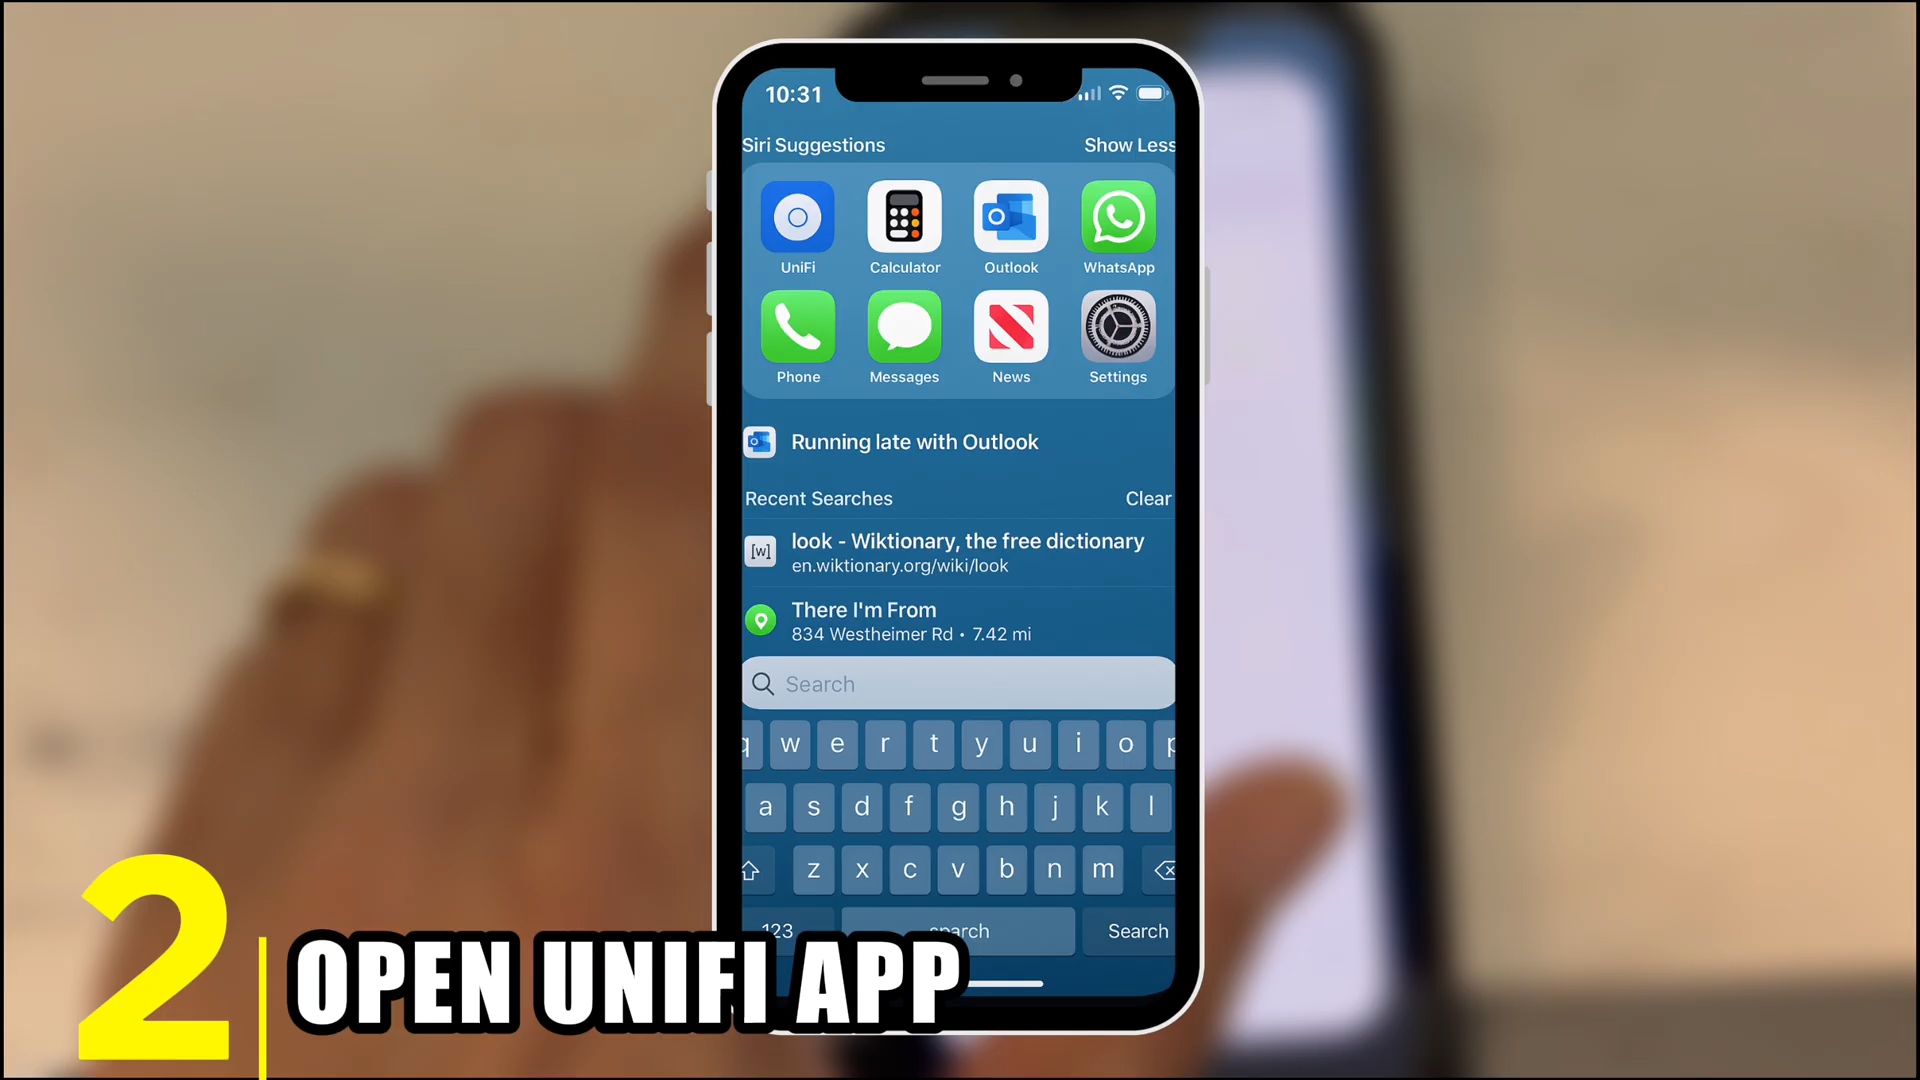 10:31
Siri Suggestions Show Less
UniFi Calculator Outlook WhatsApp
Phone Messages News Settings
Running late with Outlook
Recent Searches Clear
[w] look - Wiktionary, the free dictionary
en.wiktionary.org/wiki/look
There I'm From
834 Westheimer Rd • 7.42 mi
Search
q w e r t y u i o p
a s d f g h j k l
z x c v b n m
123 Search
2 OPEN UNIFI APP